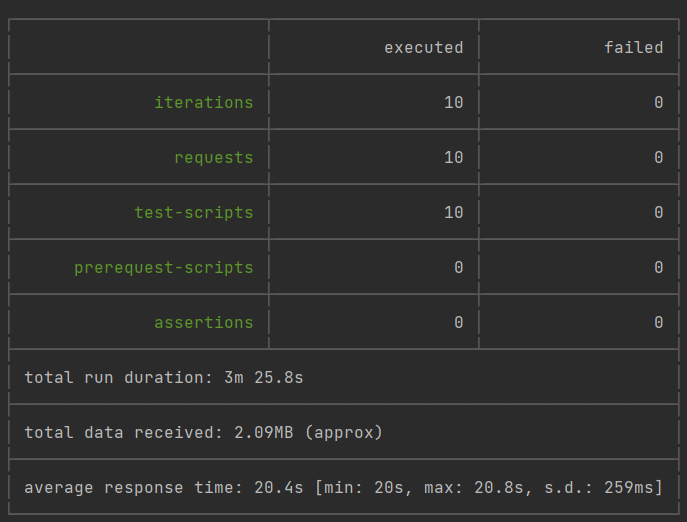 executed failed
iterations 10 0
requests 10 0
test-scripts 10 0
prerequest-scripts 0 0
assertions 0 0
total run duration: 3m 25.8s
total data received: 2.09MB (approx)
average response time: 20.4s [min: 20s, max: 20.8s, s.d.: 259ms]